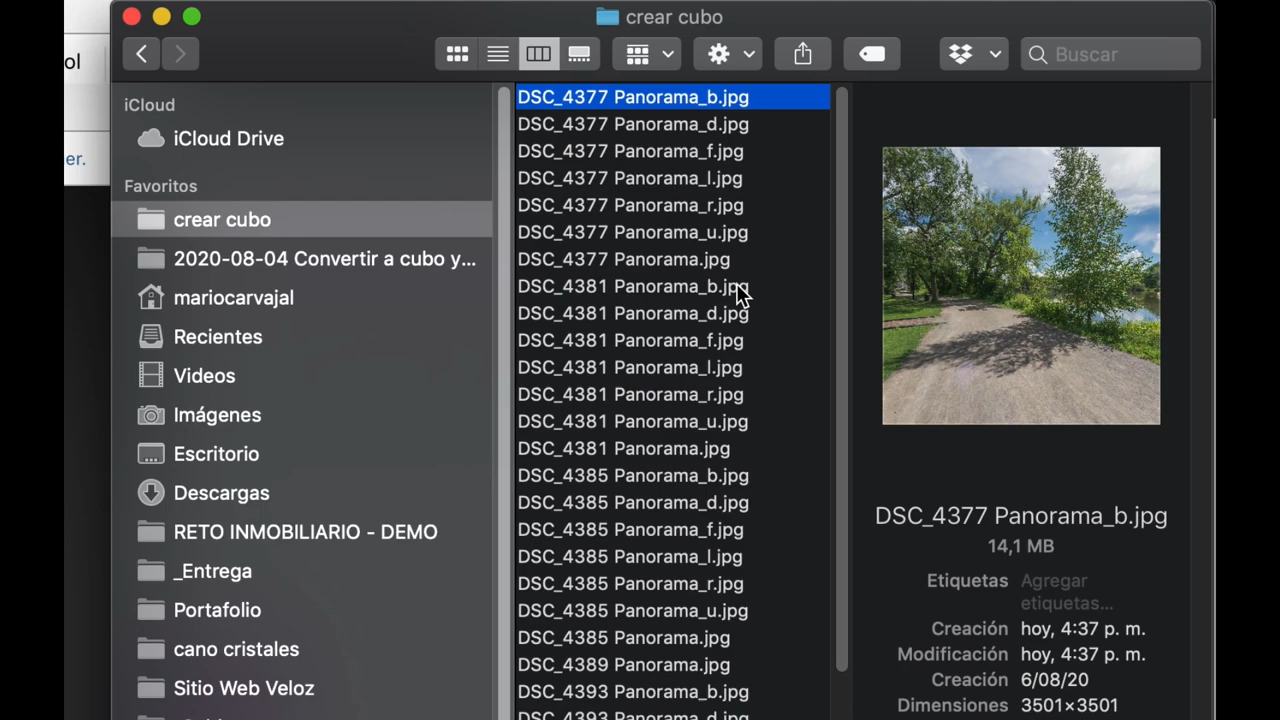 crear cubo
ol
Buscar
er.
iCloud
iCloud Drive
Favoritos
crear cubo
2020-08-04 Convertir a cubo y...
mariocarvajal
Recientes
Videos
Imágenes
Escritorio
Descargas
RETO INMOBILIARIO - DEMO
_Entrega
Portafolio
cano cristales
Sitio Web Veloz
DSC_4377 Panorama_b.jpg
DSC_4377 Panorama_d.jpg
DSC_4377 Panorama_f.jpg
DSC_4377 Panorama_l.jpg
DSC_4377 Panorama_r.jpg
DSC_4377 Panorama_u.jpg
DSC_4377 Panorama.jpg
DSC_4381 Panorama_b.jpg
DSC_4381 Panorama_d.jpg
DSC_4381 Panorama_f.jpg
DSC_4381 Panorama_l.jpg
DSC_4381 Panorama_r.jpg
DSC_4381 Panorama_u.jpg
DSC_4381 Panorama.jpg
DSC_4385 Panorama_b.jpg
DSC_4385 Panorama_d.jpg
DSC_4385 Panorama_f.jpg
DSC_4385 Panorama_l.jpg
DSC_4385 Panorama_r.jpg
DSC_4385 Panorama_u.jpg
DSC_4385 Panorama.jpg
DSC_4389 Panorama.jpg
DSC_4393 Panorama_b.jpg
DSC_4393 Panorama_d.jpg
DSC_4377 Panorama_b.jpg
14,1 MB
Etiquetas Agregar
etiquetas...
Creación hoy, 4:37 p. m.
Modificación hoy, 4:37 p. m.
Creación 6/08/20
Dimensiones 3501×3501